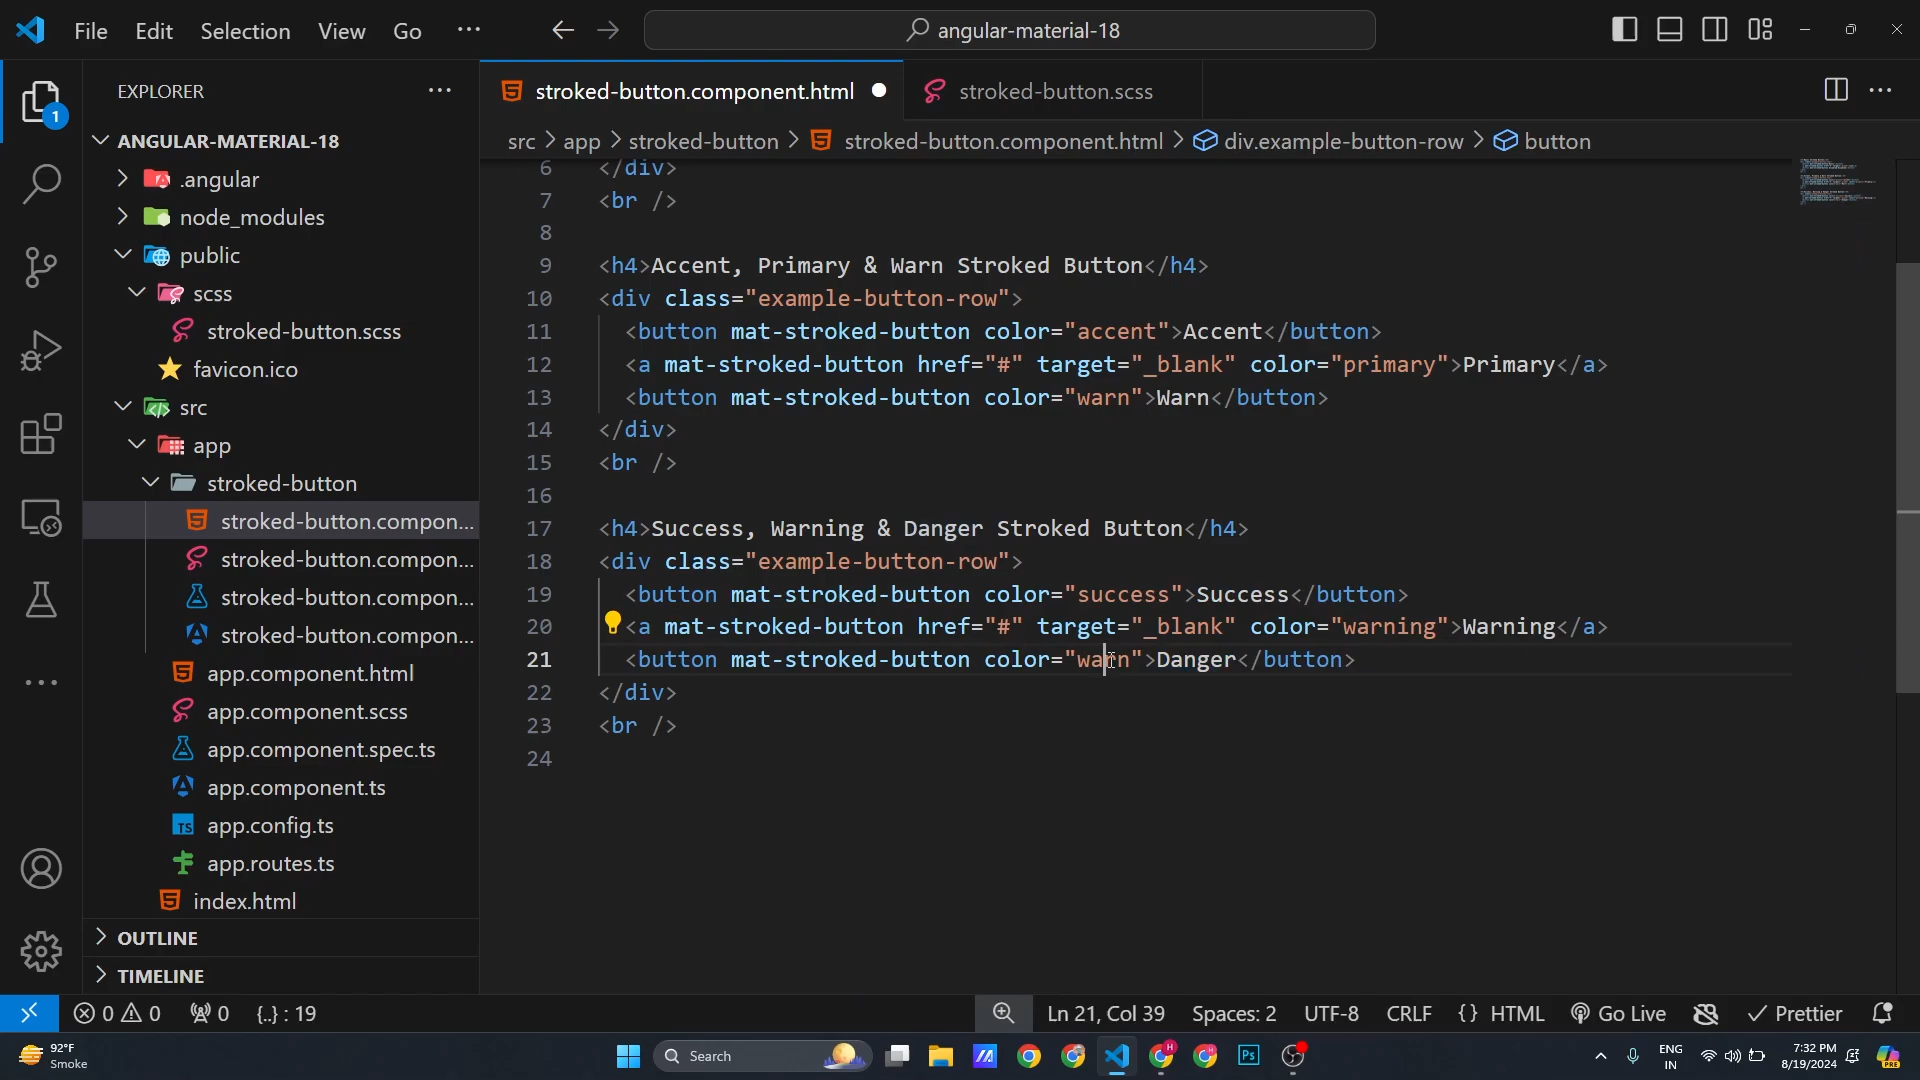 File Edit Selection View Go ··· angular-material-18
EXPLORER
ANGULAR-MATERIAL-18
.angular
node_modules
public
scss
stroked-button.scss
favicon.ico
src
app
stroked-button
stroked-button.compon...
stroked-button.compon...
stroked-button.compon...
stroked-button.compon...
app.component.html
app.component.scss
app.component.spec.ts
app.component.ts
app.config.ts
app.routes.ts
index.html
OUTLINE
TIMELINE
1
stroked-button.component.html stroked-button.scss
src > app > stroked-button > stroked-button.component.html > div.example-button-row > button
6 </div>
7 <br />
8
9 <h4>Accent, Primary & Warn Stroked Button</h4>
10 <div class="example-button-row">
11 <button mat-stroked-button color="accent">Accent</button>
12 <a mat-stroked-button href="#" target="_blank" color="primary">Primary</a>
13 <button mat-stroked-button color="warn">Warn</button>
14 </div>
15 <br />
16
17 <h4>Success, Warning & Danger Stroked Button</h4>
18 <div class="example-button-row">
19 <button mat-stroked-button color="success">Success</button>
20 <a mat-stroked-button href="#" target="_blank" color="warning">Warning</a>
21 <button mat-stroked-button color="warn">Danger</button>
22 </div>
23 <br />
24
0 0 0 {..} : 19 Ln 21, Col 39 Spaces: 2 UTF-8 CRLF {} HTML Go Live Prettier
92°F
Smoke
Search
Ps
ENG
IN
7:32 PM
8/19/2024
PRE